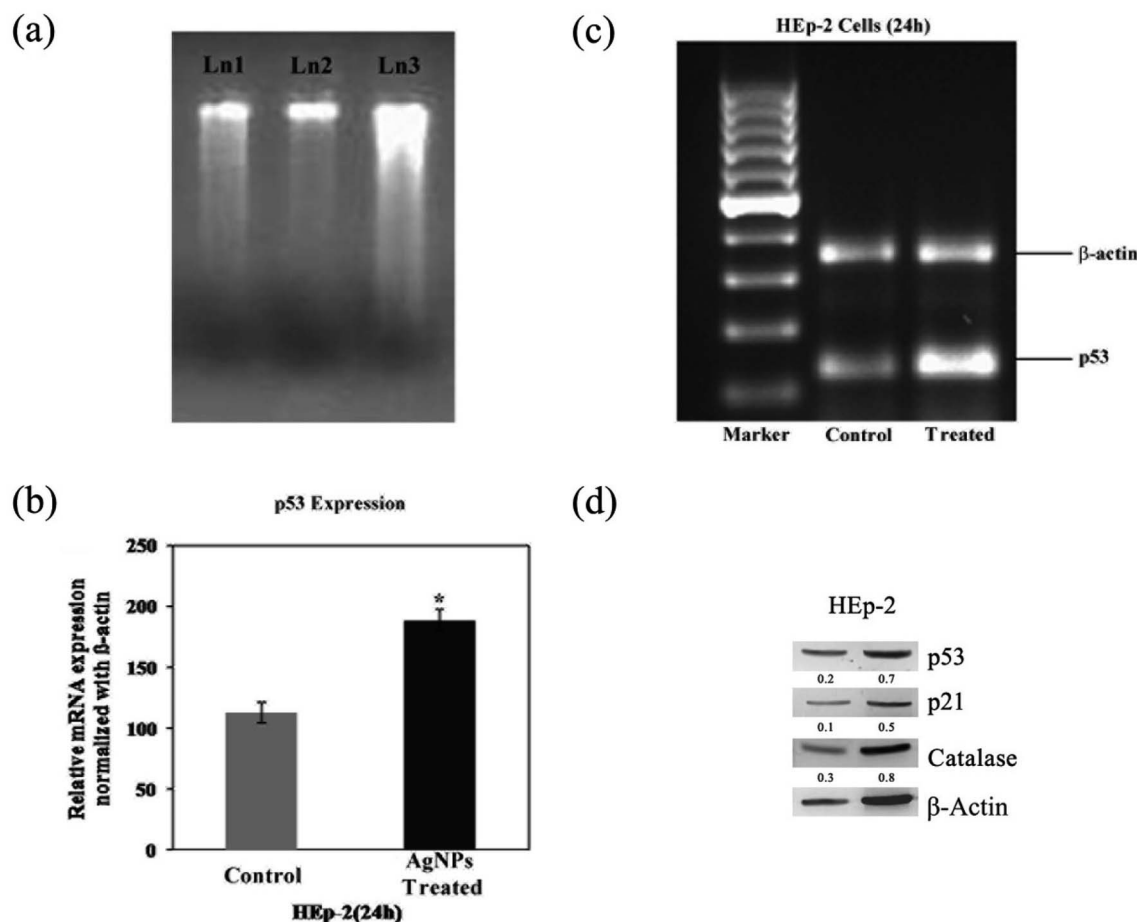 (a)
Ln1 Ln2 Ln3
(b)
p53 Expression
Relative mRNA expression
normalized with ß-actin
250
200
150
100
50
0
*
Control
AgNPs
Treated
HEp-2(24h)
(c)
HEp-2 Cells (24h)
β-actin
p53
Marker Control Treated
(d)
HEp-2
p53
0.2 0.7
p21
0.1 0.5
Catalase
0.3 0.8
β-Actin